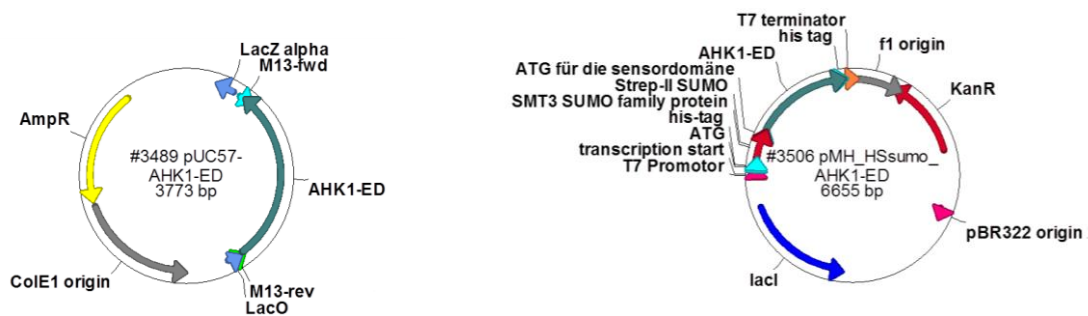 LacZ alpha
M13-fwd
AmpR
#3489 pUC57-
AHK1-ED
3773 bp
AHK1-ED
ColE1 origin
M13-rev
LacO
T7 terminator
his tag
f1 origin
AHK1-ED
ATG für die sensordomäne
Strep-II SUMO
SMT3 SUMO family protein
his-tag
ATG
transcription start
T7 Promotor
KanR
#3506 pMH_HSsumo_
AHK1-ED
6655 bp
pBR322 origin
lacI